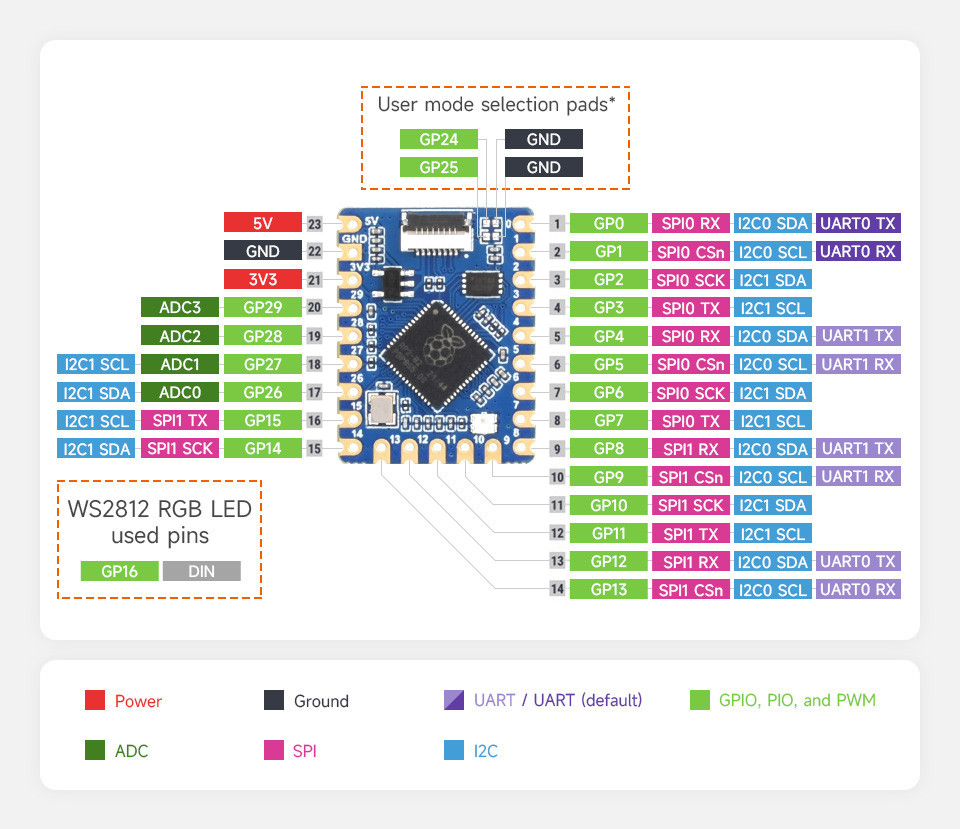 User mode selection pads*
GP24 GND
GP25 GND
5V 23
GND 22
3V3 21
ADC3 GP29 20
ADC2 GP28 19
I2C1 SCL ADC1 GP27 18
I2C1 SDA ADC0 GP26 17
I2C1 SCL SPI1 TX GP15 16
I2C1 SDA SPI1 SCK GP14 15
5V
GND
3V3
29
28
27
26
15
14
13 12 11 10 9
0
2
3
4
5
6
7
8
1 GP0 SPI0 RX I2C0 SDA UART0 TX
2 GP1 SPI0 CSn I2C0 SCL UART0 RX
3 GP2 SPI0 SCK I2C1 SDA
4 GP3 SPI0 TX I2C1 SCL
5 GP4 SPI0 RX I2C0 SDA UART1 TX
6 GP5 SPI0 CSn I2C0 SCL UART1 RX
7 GP6 SPI0 SCK I2C1 SDA
8 GP7 SPI0 TX I2C1 SCL
9 GP8 SPI1 RX I2C0 SDA UART1 TX
10 GP9 SPI1 CSn I2C0 SCL UART1 RX
11 GP10 SPI1 SCK I2C1 SDA
12 GP11 SPI1 TX I2C1 SCL
13 GP12 SPI1 RX I2C0 SDA UART0 TX
14 GP13 SPI1 CSn I2C0 SCL UART0 RX
WS2812 RGB LED
used pins
GP16 DIN
Power Ground UART / UART (default) GPIO, PIO, and PWM
ADC SPI I2C